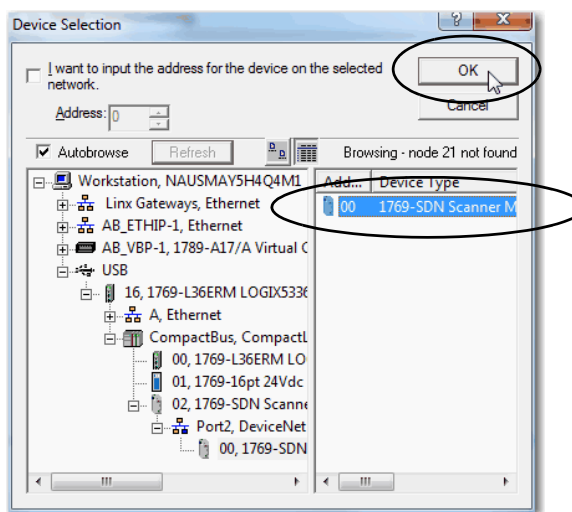 Device Selection
I want to input the address for the device on the selected
network.
OK
Address: 0
Cancel
Autobrowse
Refresh
Browsing - node 21 not found
Workstation, NAUSMAY5H4Q4M1
Linx Gateways, Ethernet
AB_ETHIP-1, Ethernet
AB_VBP-1, 1789-A17/A Virtual C
USB
16, 1769-L36ERM LOGIX5336
A, Ethernet
CompactBus, CompactL
00, 1769-L36ERM LO
01, 1769-16pt 24Vdc
02, 1769-SDN Scanne
Port2, DeviceNet
00, 1769-SDN
Add... Device Type
00 1769-SDN Scanner M